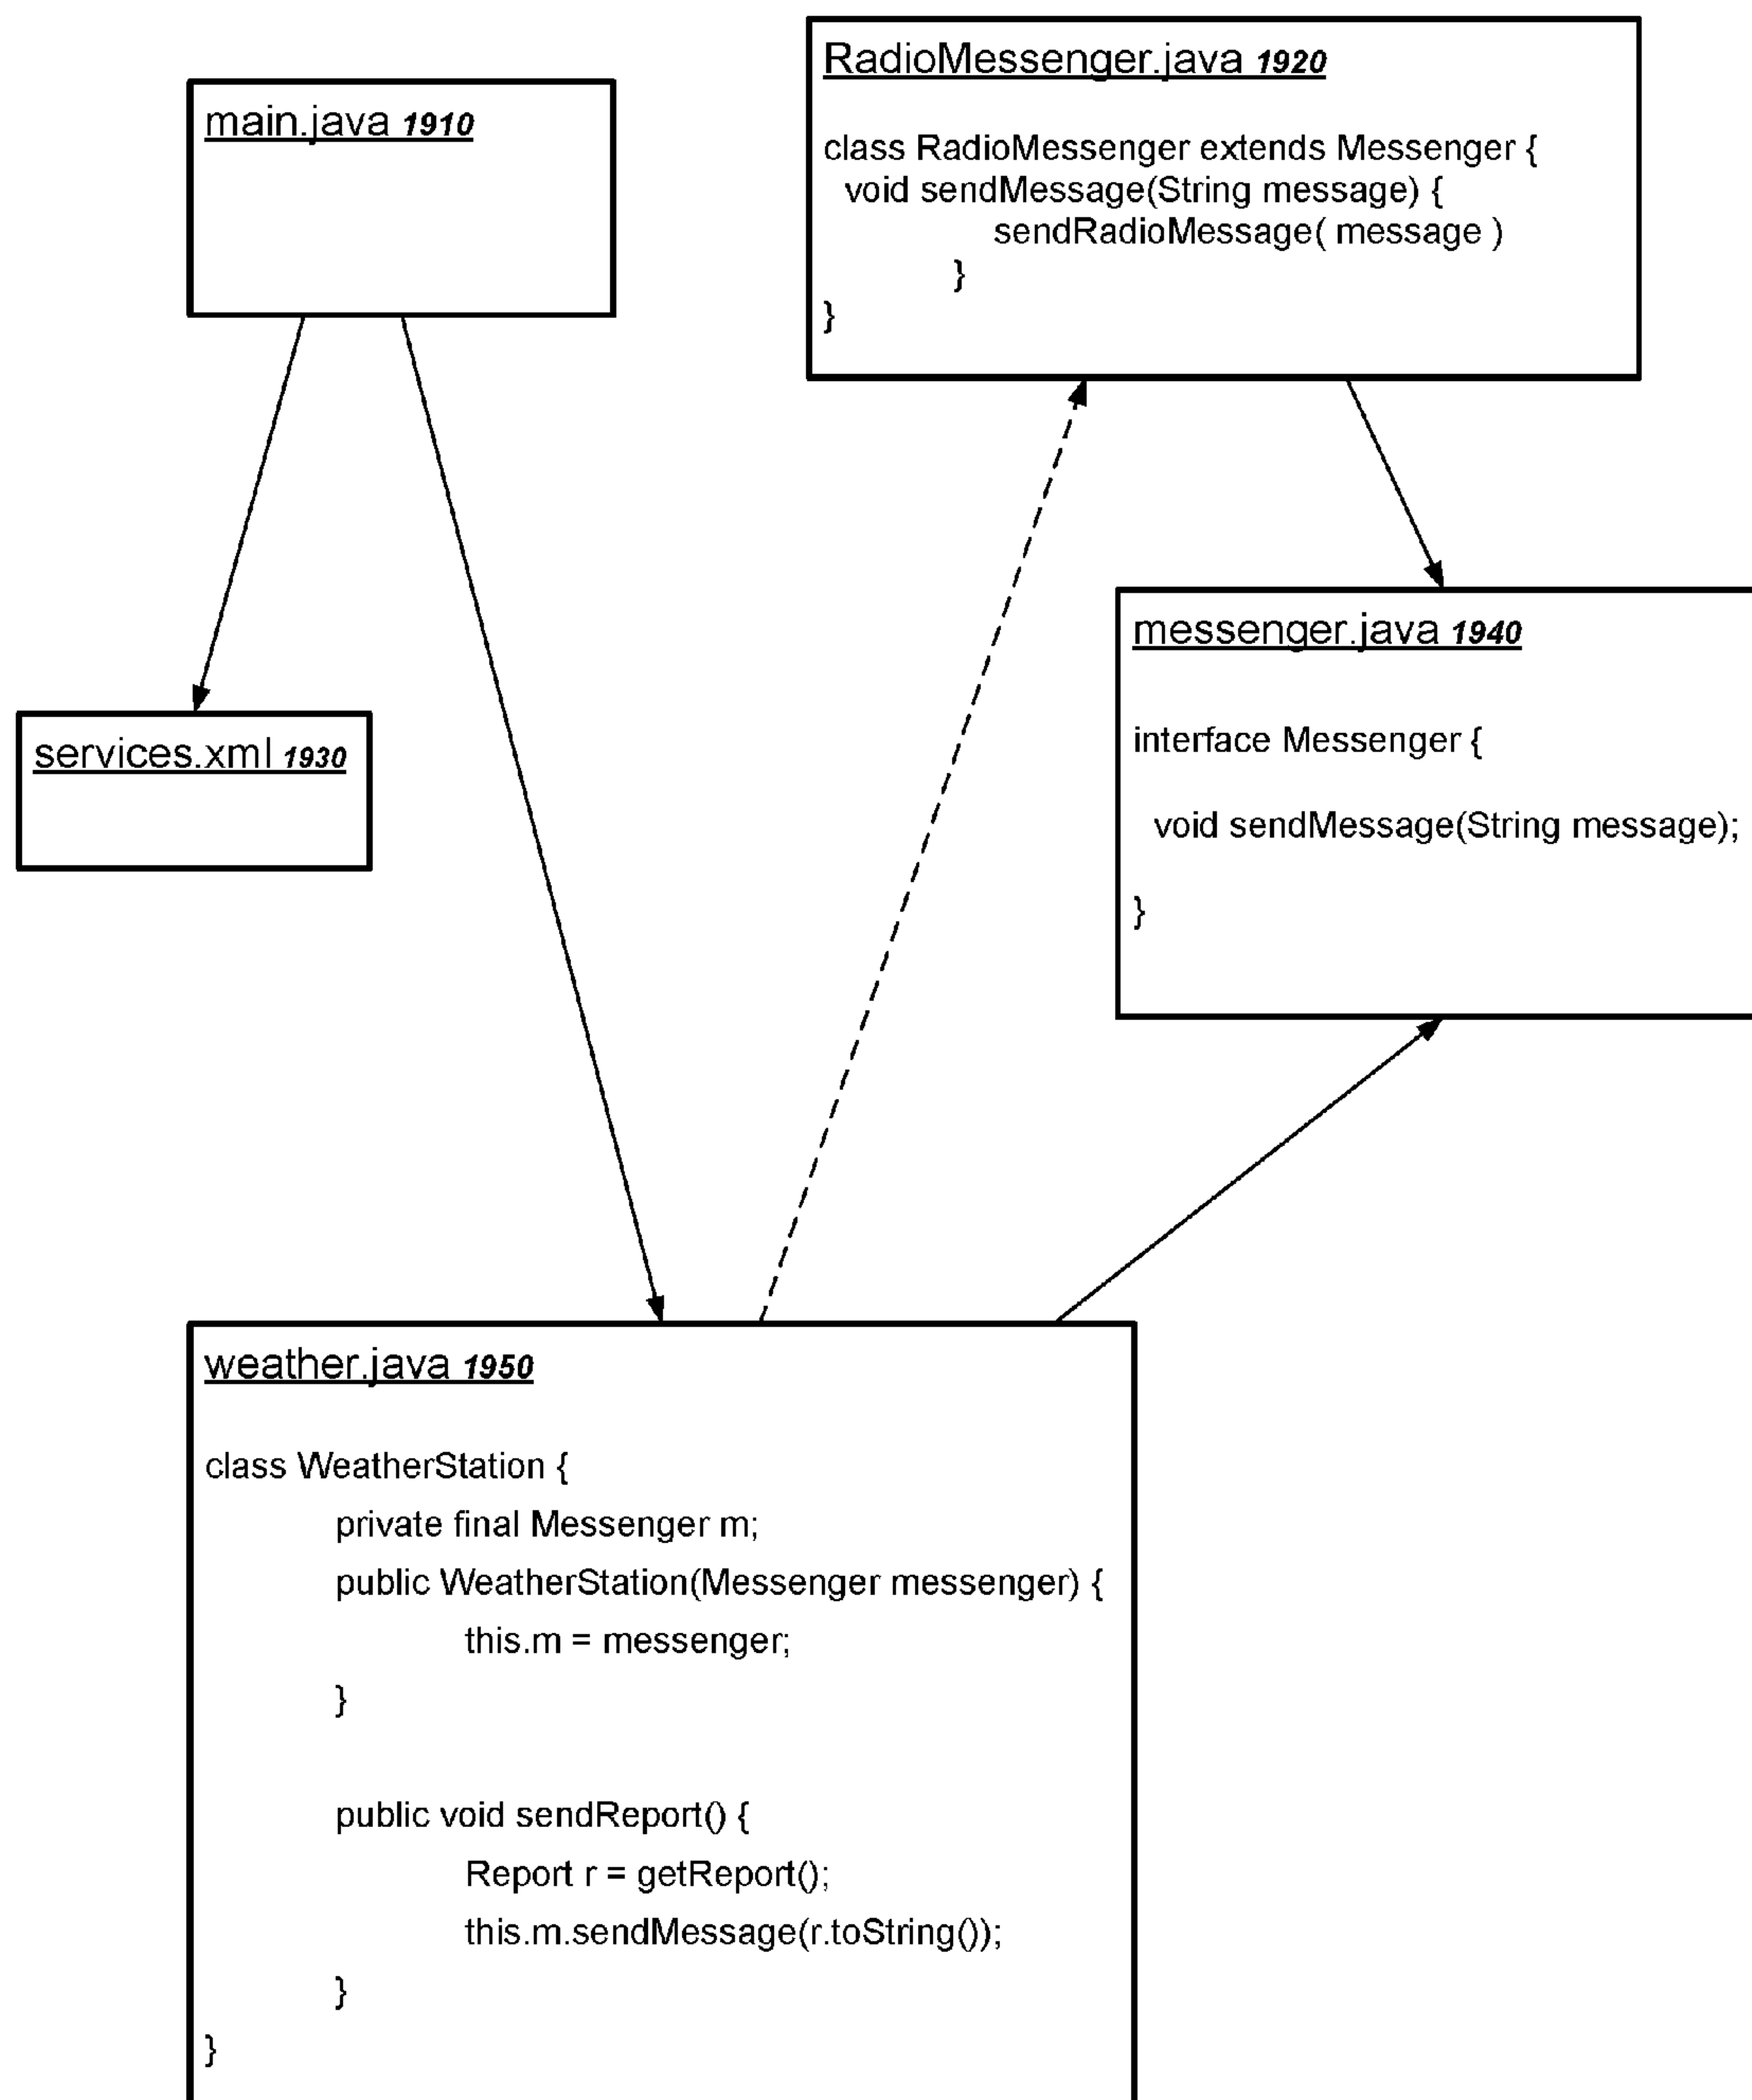 main.java 1910
RadioMessenger.java 1920
class RadioMessenger extends Messenger {
void sendMessage(String message) {
sendRadioMessage( message )
}
}
services.xml 1930
messenger.java 1940
interface Messenger {
void sendMessage(String message);
}
weather.java 1950
class WeatherStation {
private final Messenger m;
public WeatherStation(Messenger messenger) {
this.m = messenger;
}
public void sendReport() {
Report r = getReport();
this.m.sendMessage(r.toString());
}
}